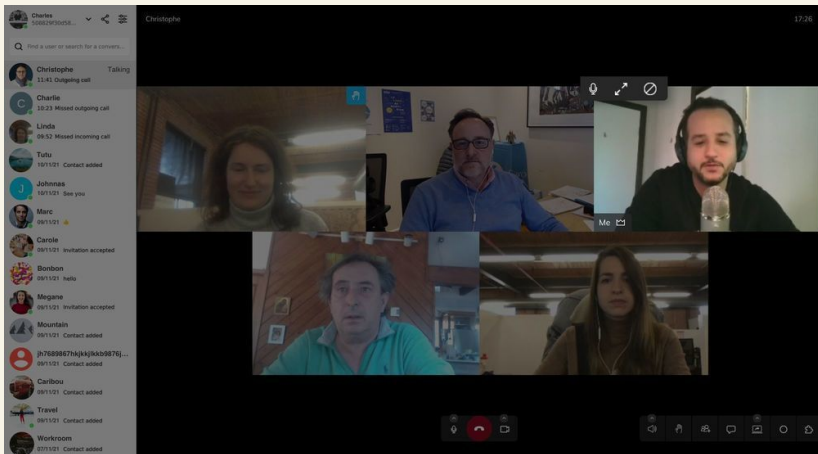 Charles
Find a user or search for a convers...
Christophe Talking
11:41 Outgoing call
Charlie
10:23 Missed outgoing call
Linda
09:52 Missed incoming call
Tutu
10/11/21 Contact added
Johnnas
10/11/21 See you
Marc
09/11/21
Carole
09/11/21 Invitation accepted
Bonbon
09/11/21 hello
Megane
09/11/21 Invitation accepted
Mountain
09/11/21 Contact added
09/11/21 Contact added
Caribou
09/11/21 Contact added
Travel
09/11/21 Contact added
Workroom
07/11/21 Contact added
C
J
Christophe
17:26
Me